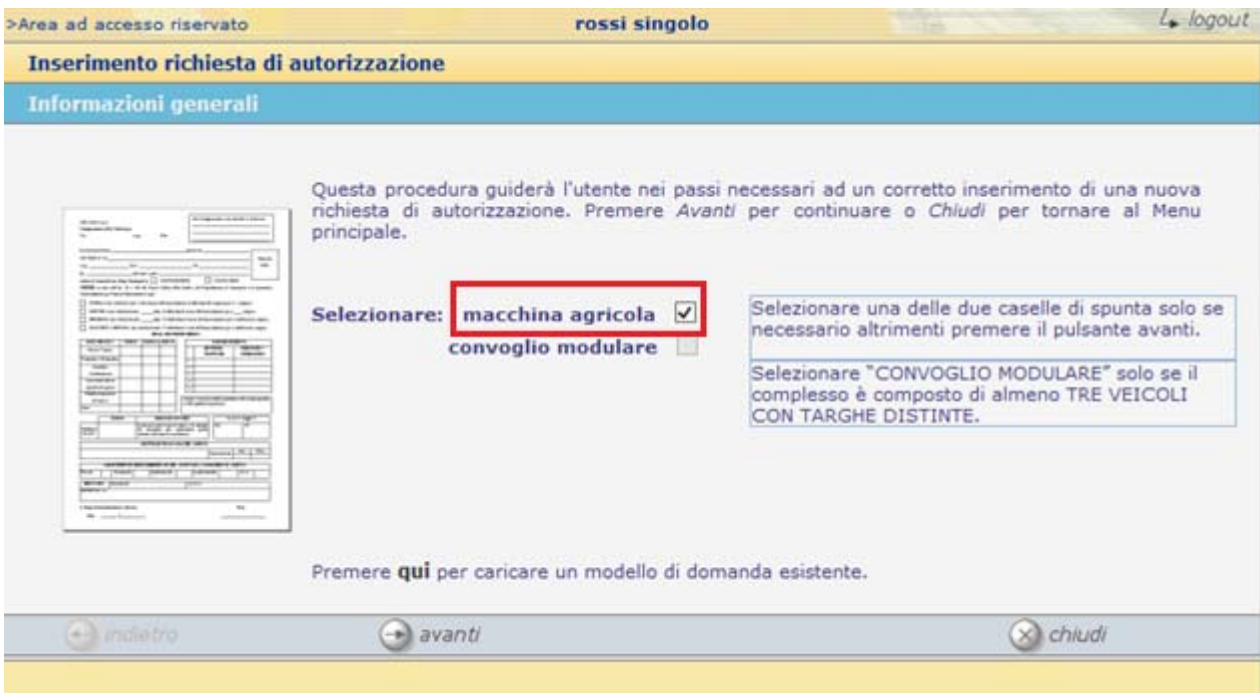 >Area ad accesso riservato
rossi singolo
logout
Inserimento richiesta di autorizzazione
Informazioni generali
Questa procedura guiderà l'utente nei passi necessari ad un corretto inserimento di una nuova
richiesta di autorizzazione. Premere Avanti per continuare o Chiudi per tornare al Menu
principale.
Selezionare: macchina agricola
convoglio modulare
Selezionare una delle due caselle di spunta solo se
necessario altrimenti premere il pulsante avanti.
Selezionare "CONVOGLIO MODULARE" solo se il
complesso è composto di almeno TRE VEICOLI
CON TARGHE DISTINTE.
Premere qui per caricare un modello di domanda esistente.
indietro
avanti
chiudi